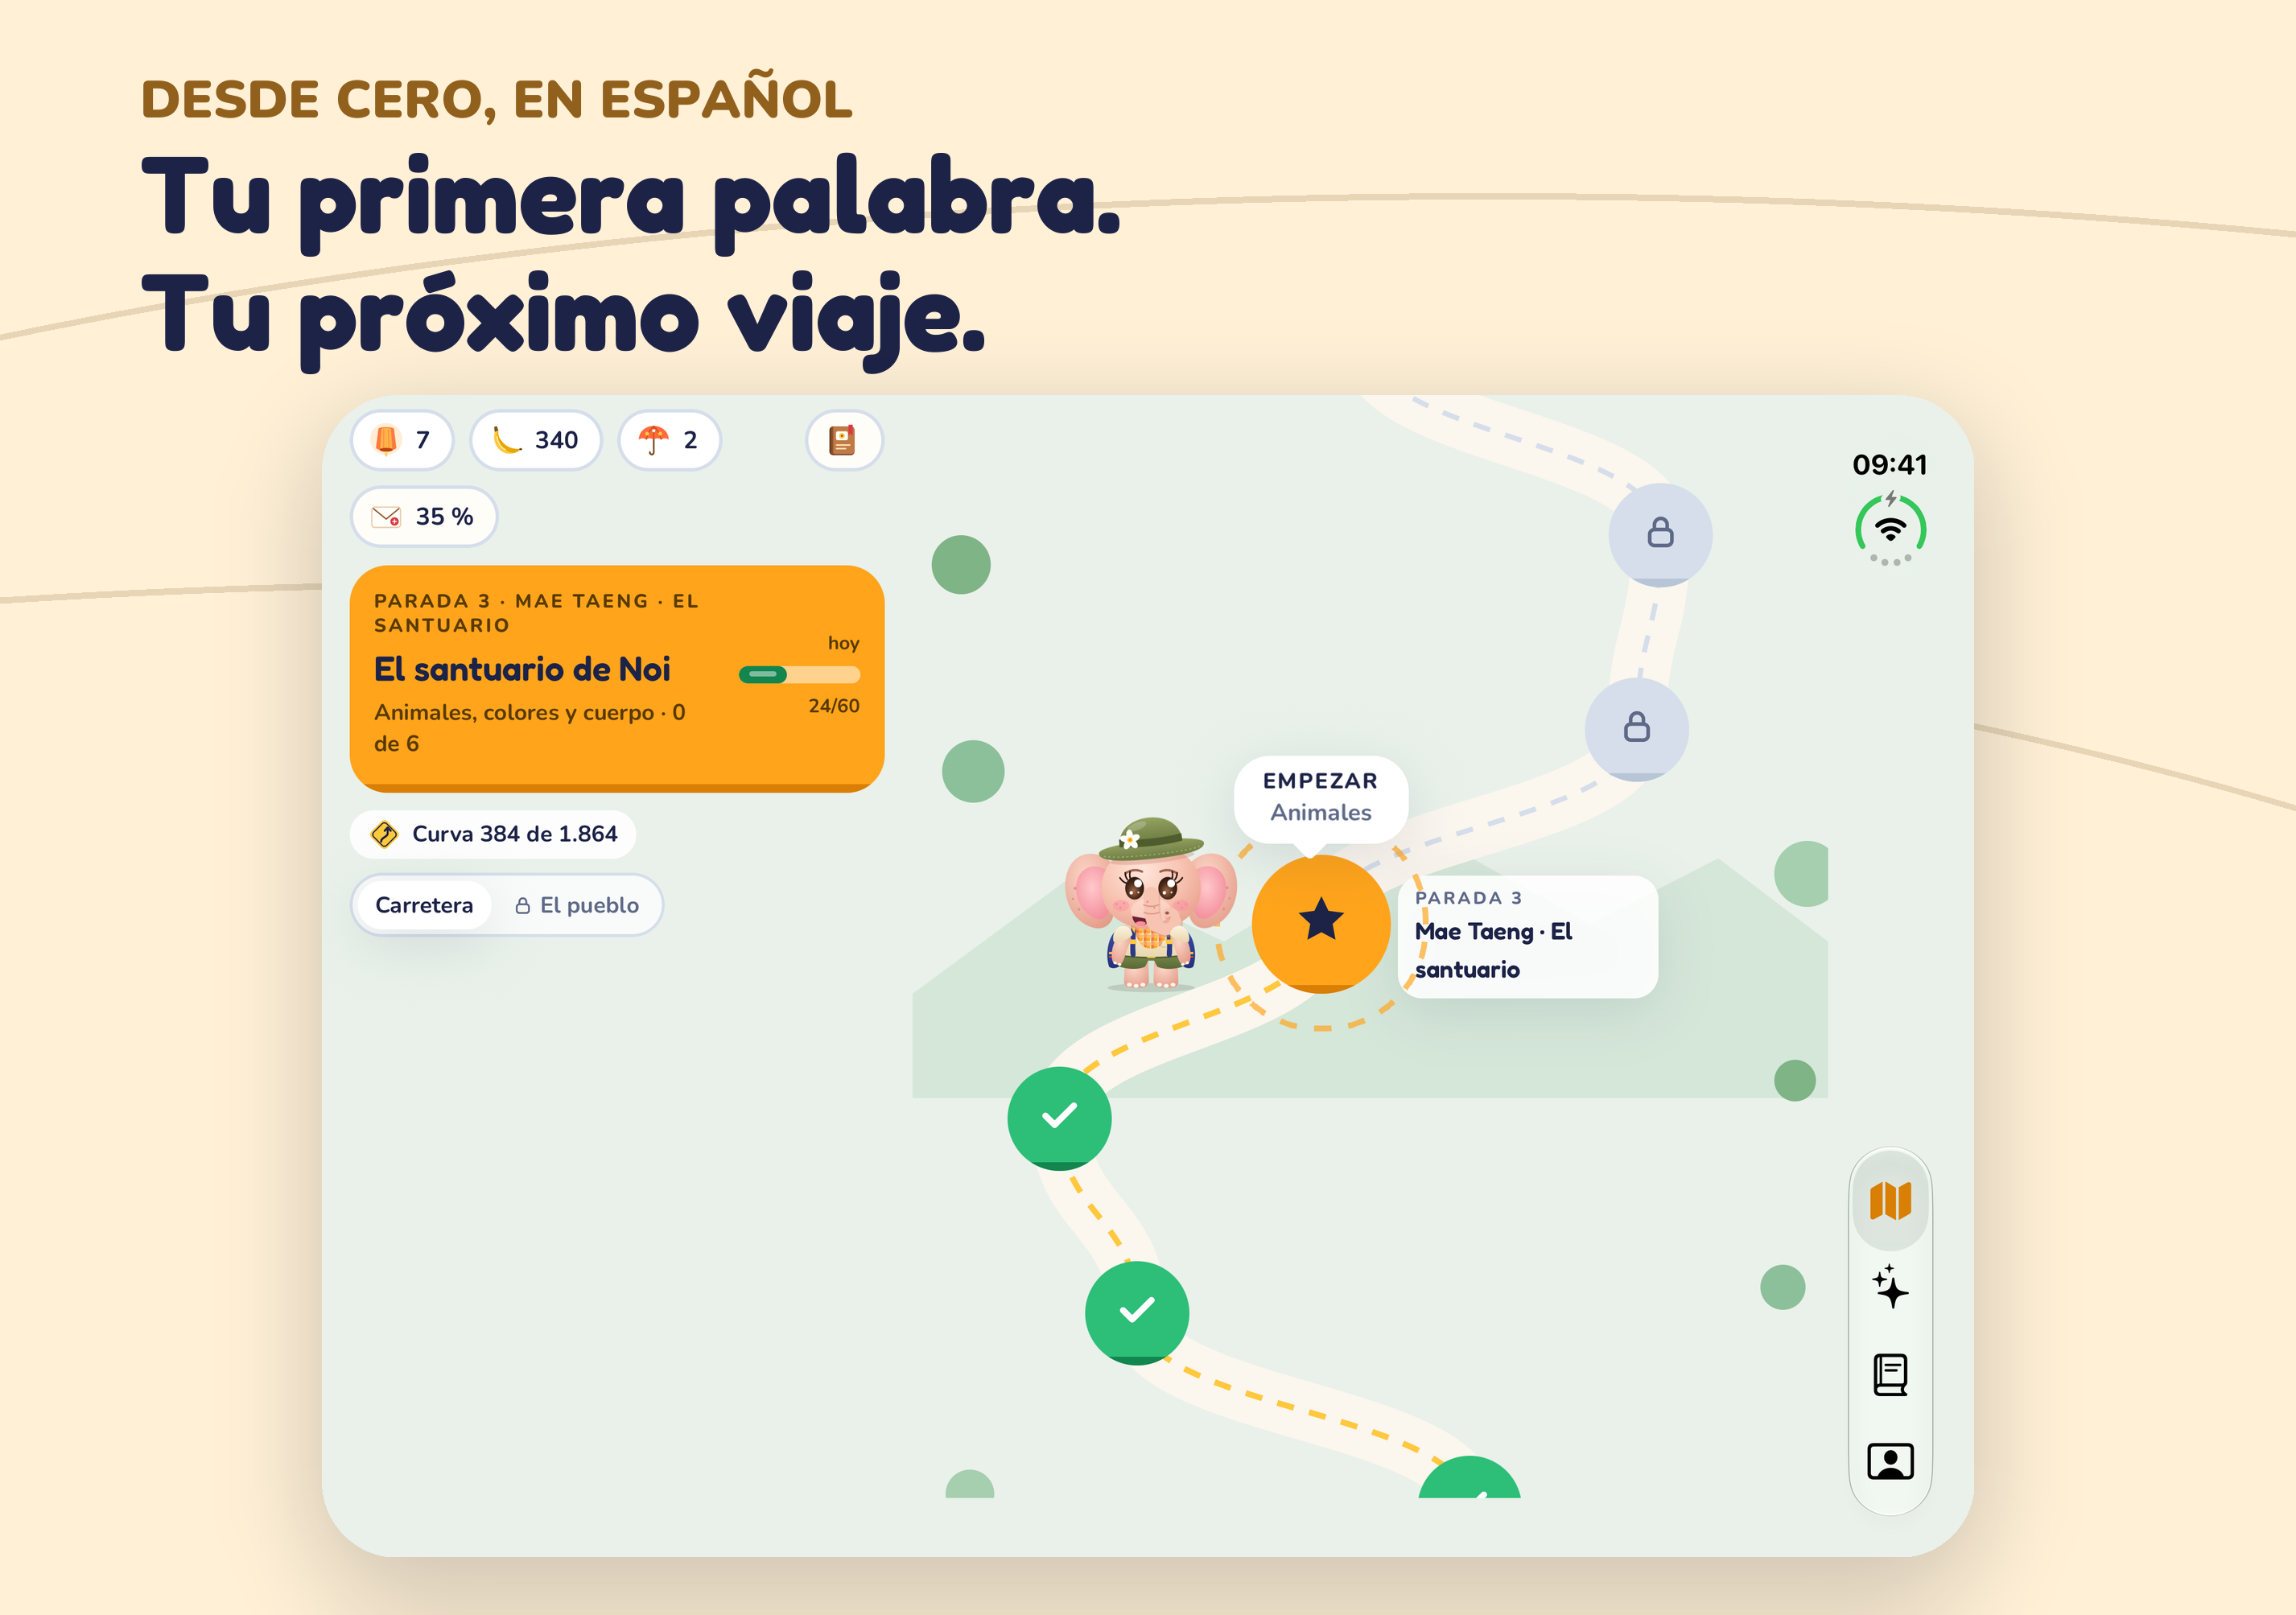 DESDE CERO, EN ESPAÑOL
Tu primera palabra.
Tu próximo viaje.
7
340
2
35 %
09:41
PARADA 3 · MAE TAENG · EL
SANTUARIO
hoy
El santuario de Noi
24/60
Animales, colores y cuerpo · 0
de 6
Curva 384 de 1.864
Carretera
El pueblo
EMPEZAR
Animales
PARADA 3
Mae Taeng · El
santuario